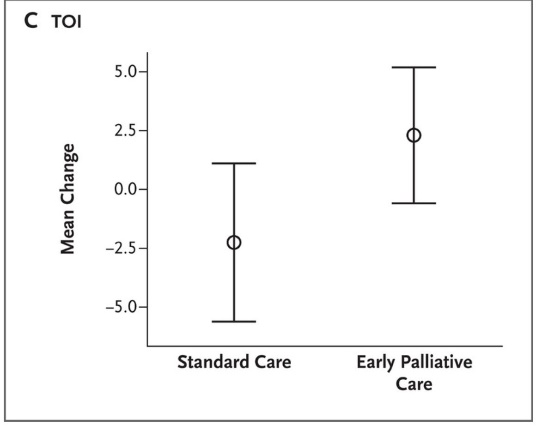 C TOI
5.0
2.5
0.0
−2.5
−5.0
Mean Change
Standard Care
Early Palliative
Care